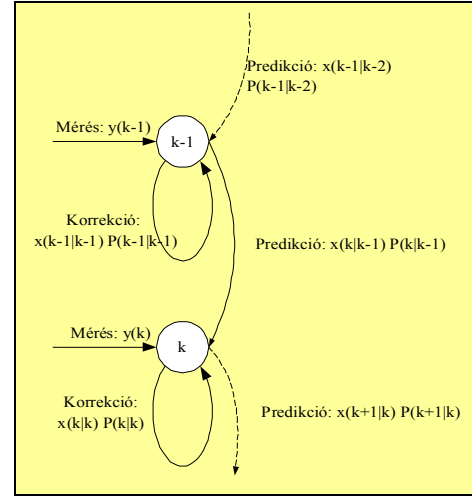 Predikció: x(k-1|k-2)
P(k-1|k-2)
Mérés: y(k-1)
k-1
Korrekció:
x(k-1|k-1) P(k-1|k-1)
Predikció: x(k|k-1) P(k|k-1)
Mérés: y(k)
k
Korrekció:
x(k|k) P(k|k)
Predikció: x(k+1|k) P(k+1|k)